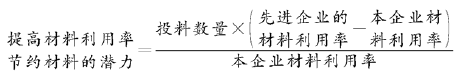 提高材料利用率
节约材料的潜力
=
投料数量×(先进企业的材料利用率−本企业材料利用率)
本企业材料利用率